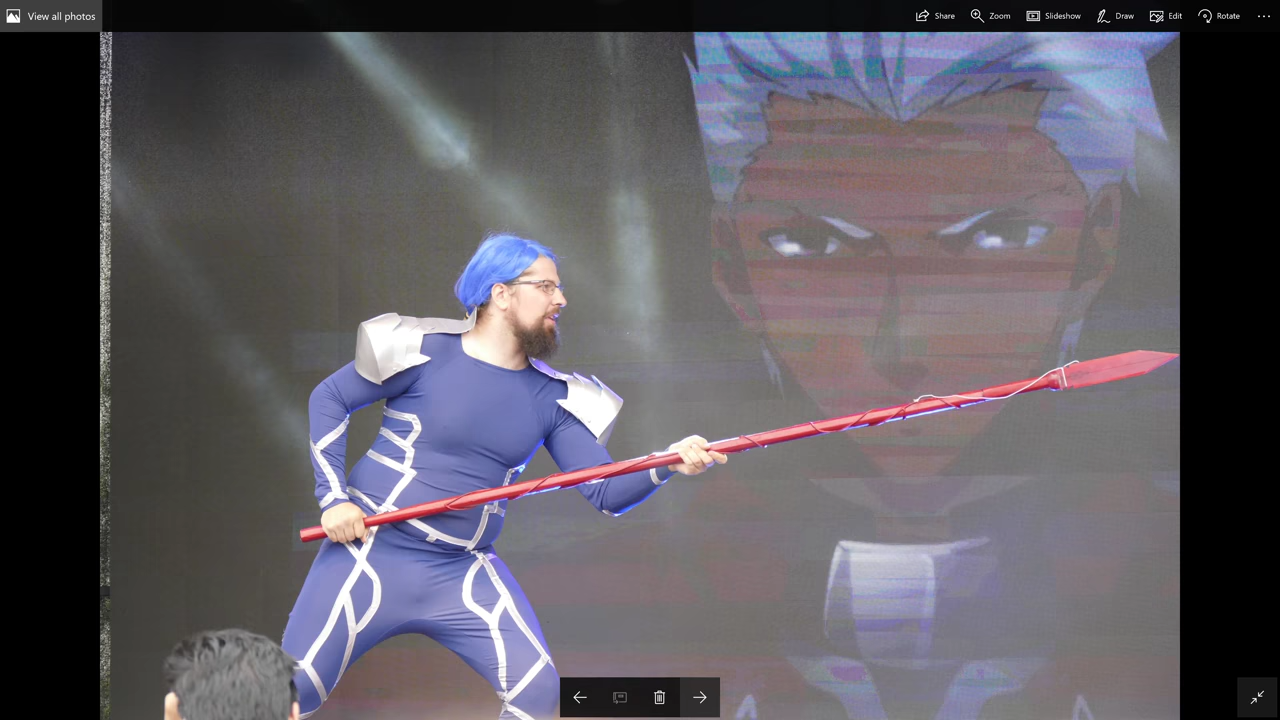 View all photos
Share
Zoom
Slideshow
Draw
Edit
Rotate